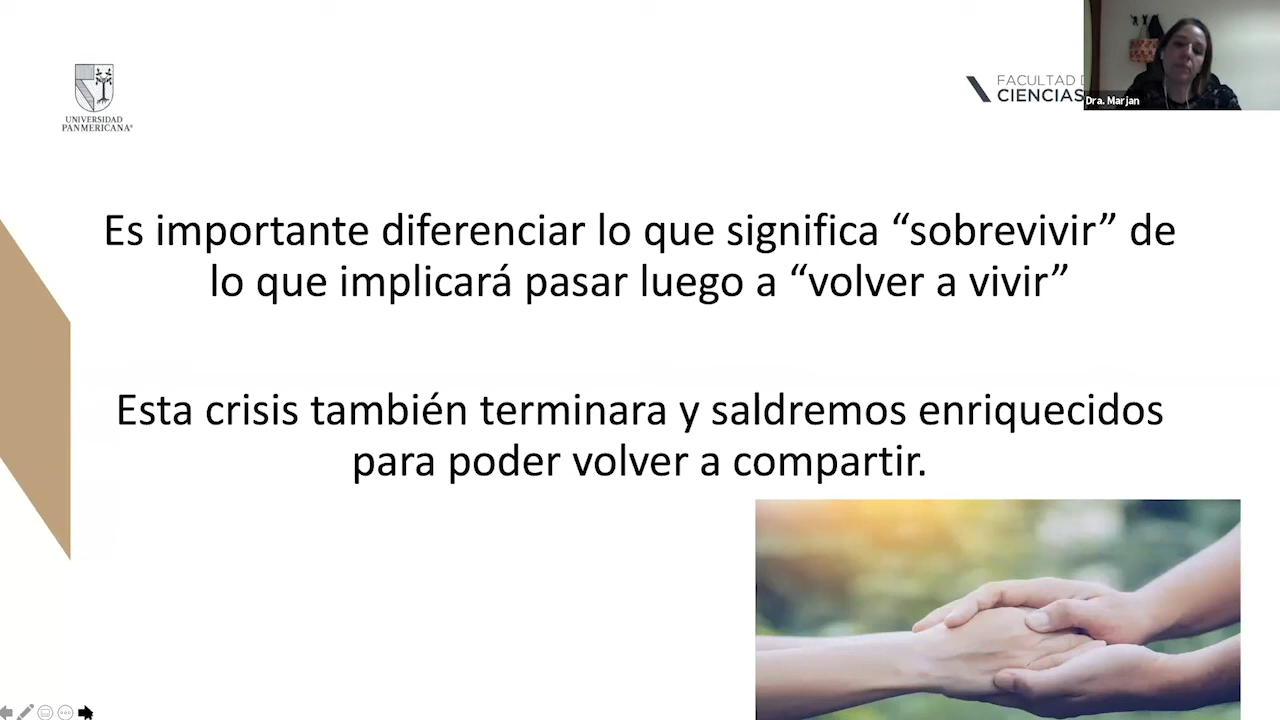 UNIVERSIDAD
PANMERICANA®
FACULTAD D
CIENCIAS
Dra. Marjan
Es importante diferenciar lo que significa “sobrevivir” de
lo que implicará pasar luego a “volver a vivir”
Esta crisis también terminara y saldremos enriquecidos
para poder volver a compartir.